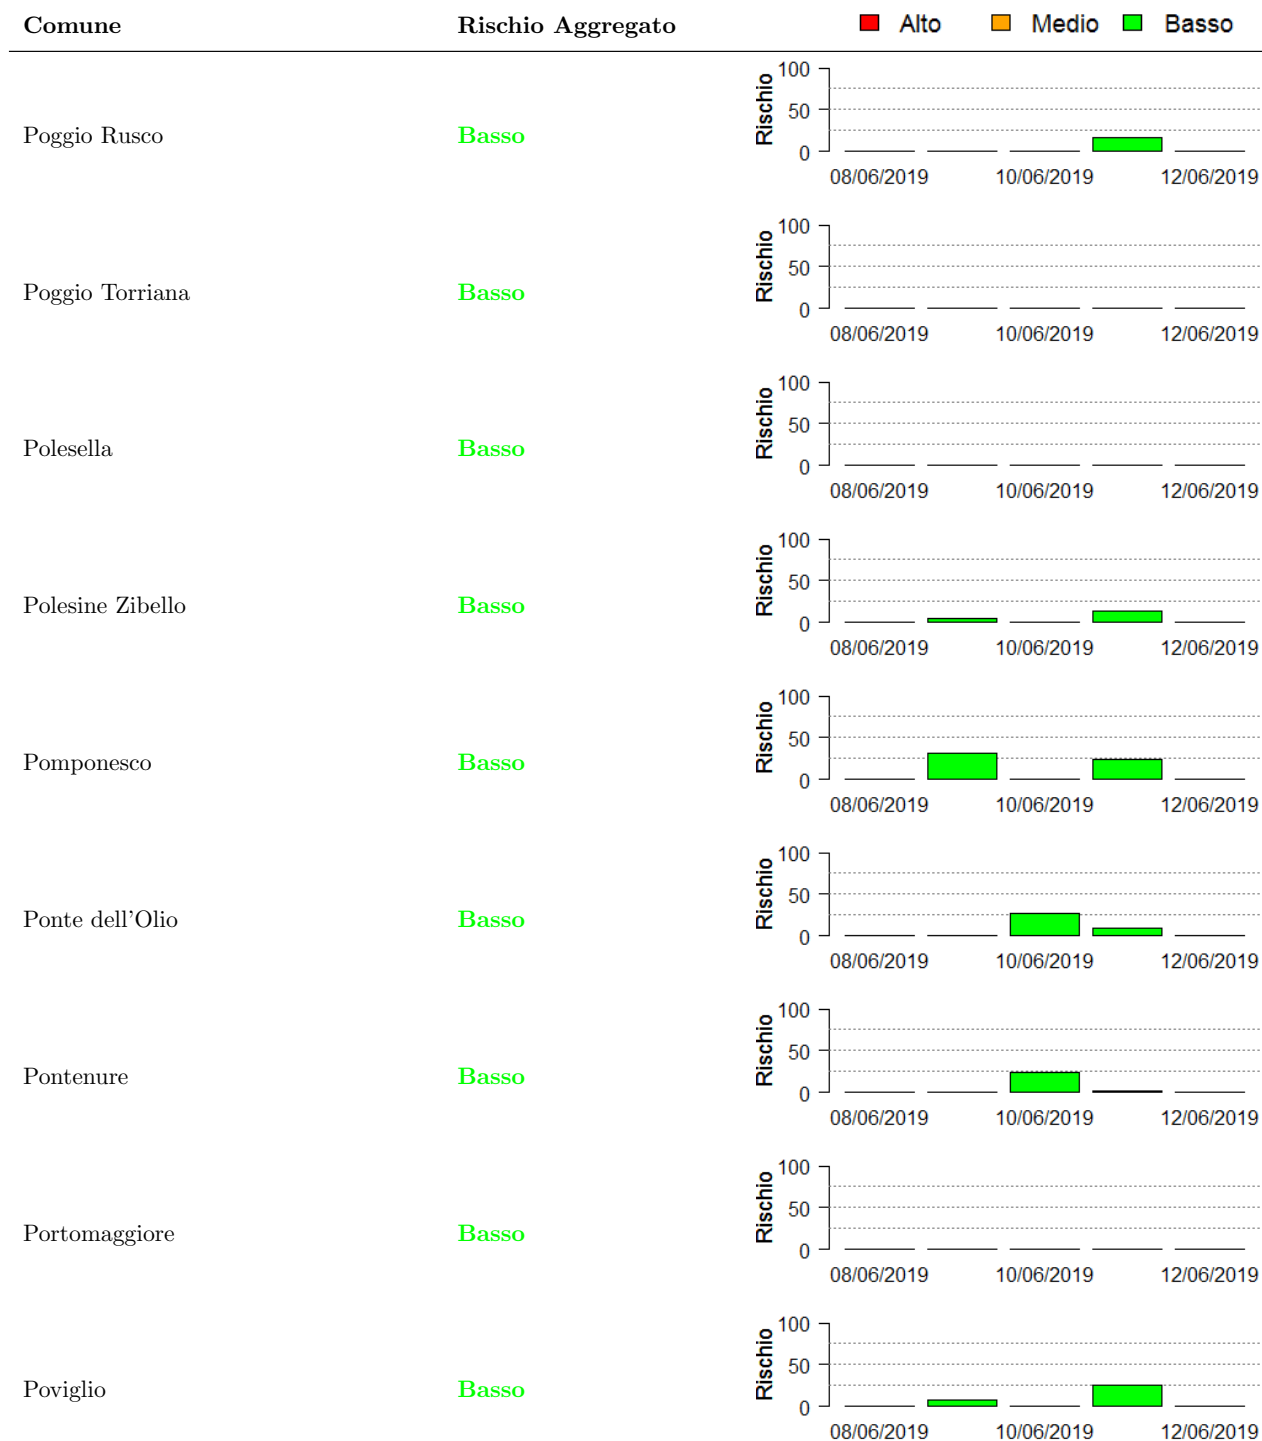 Comune Rischio Aggregato Alto Medio Basso
Poggio Rusco Basso Rischio 100 50 0
08/06/2019 10/06/2019 12/06/2019
Poggio Torriana Basso Rischio 100 50 0
08/06/2019 10/06/2019 12/06/2019
Polesella Basso Rischio 100 50 0
08/06/2019 10/06/2019 12/06/2019
Polesine Zibello Basso Rischio 100 50 0
08/06/2019 10/06/2019 12/06/2019
Pomponesco Basso Rischio 100 50 0
08/06/2019 10/06/2019 12/06/2019
Ponte dell'Olio Basso Rischio 100 50 0
08/06/2019 10/06/2019 12/06/2019
Pontenure Basso Rischio 100 50 0
08/06/2019 10/06/2019 12/06/2019
Portomaggiore Basso Rischio 100 50 0
08/06/2019 10/06/2019 12/06/2019
Poviglio Basso Rischio 100 50 0
08/06/2019 10/06/2019 12/06/2019